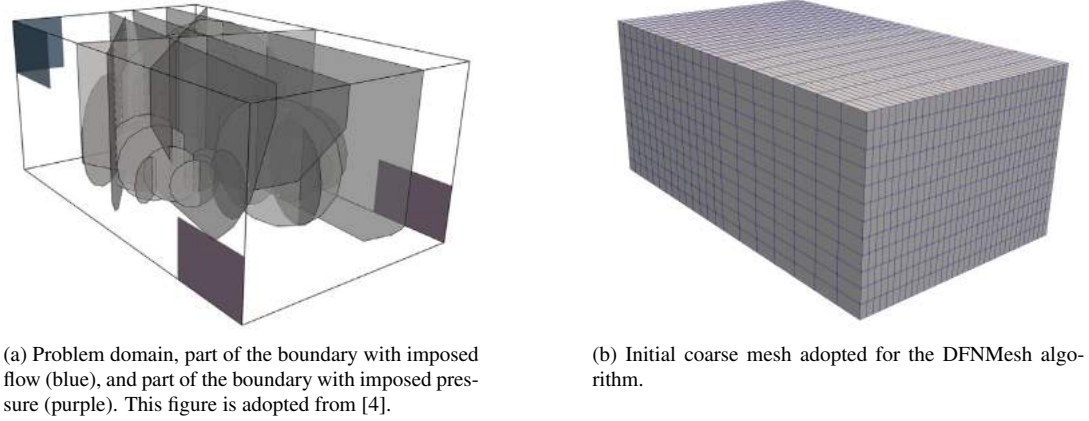 (a) Problem domain, part of the boundary with imposed
flow (blue), and part of the boundary with imposed pres-
sure (purple). This figure is adopted from [4].
(b) Initial coarse mesh adopted for the DFNMesh algo-
rithm.